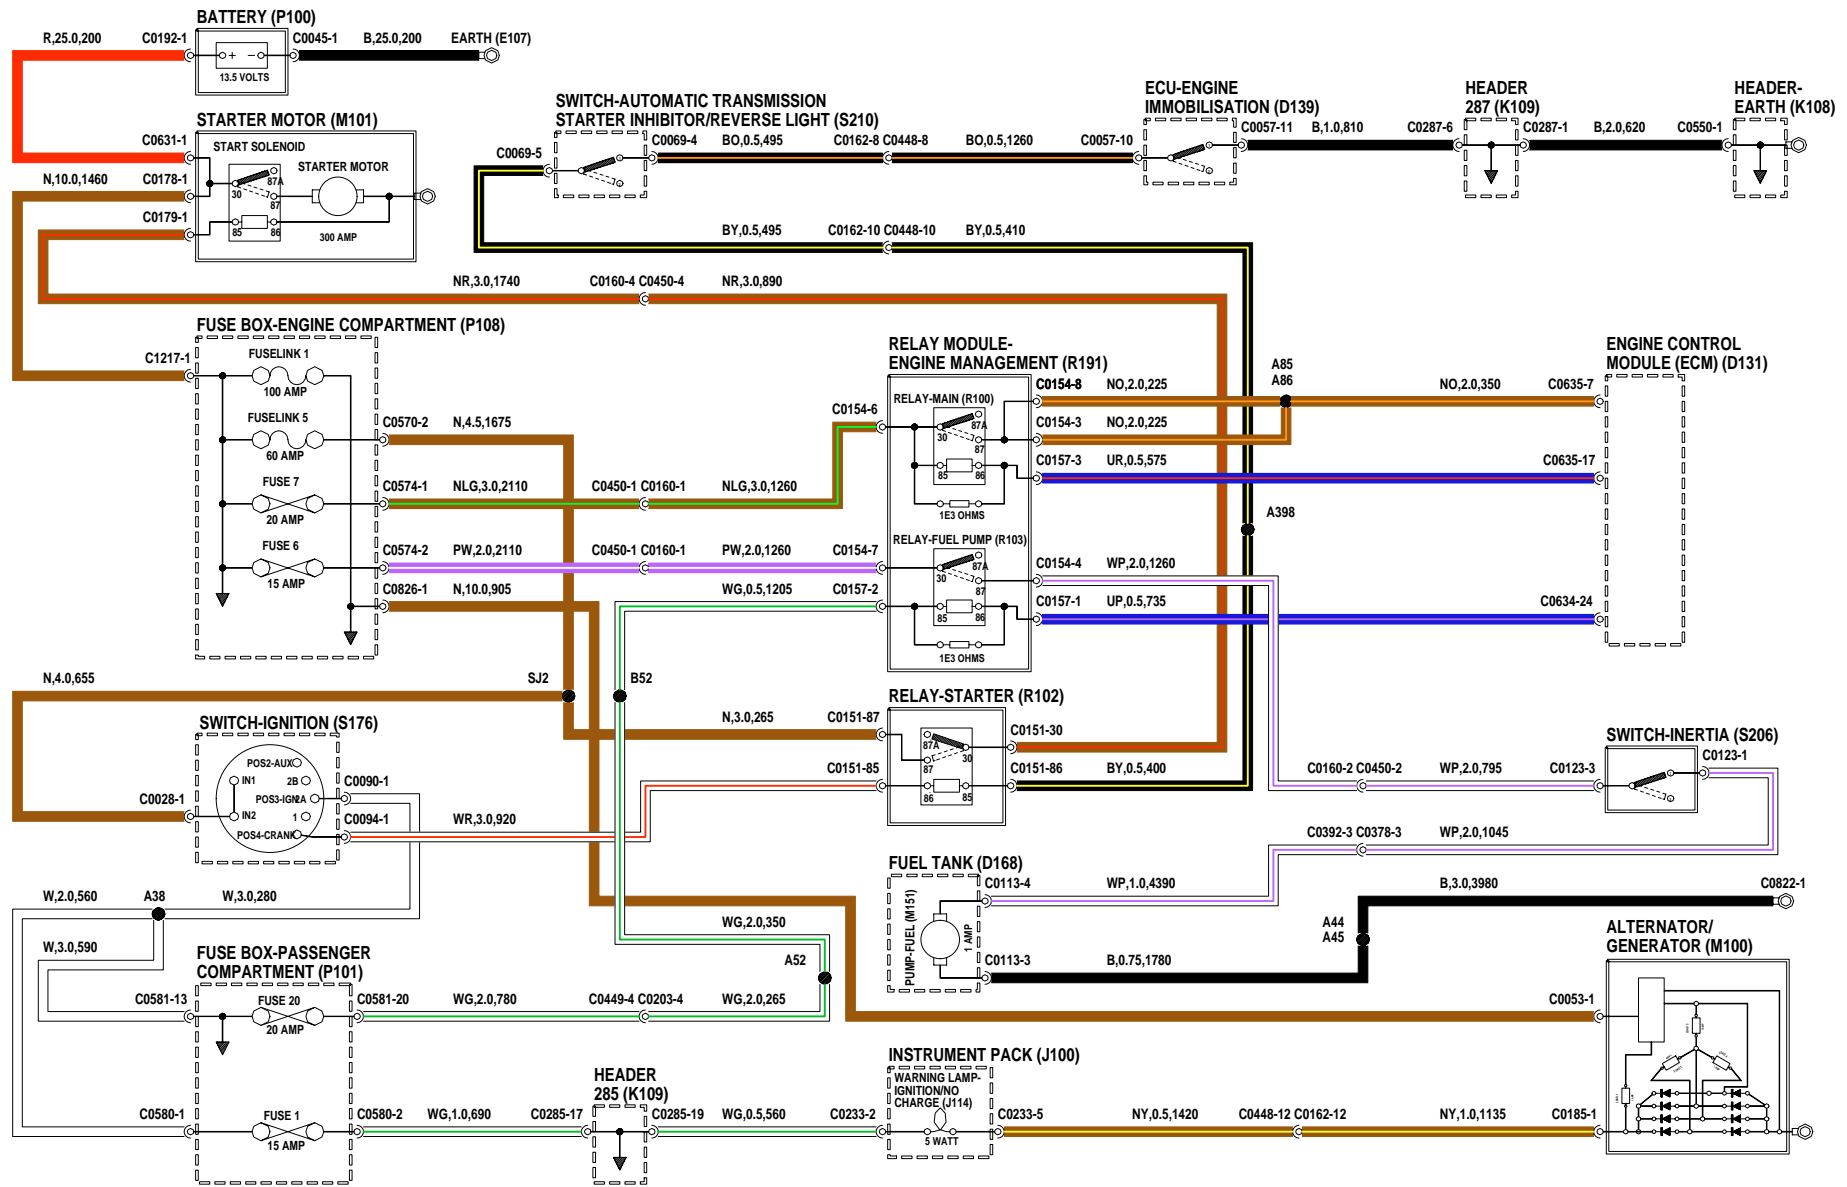 BATTERY (P100)
R,25.0,200
C0192-1
C0045-1
B,25.0,200
EARTH (E107)
+ -
13.5 VOLTS
STARTER MOTOR (M101)
C0631-1
START SOLENOID
STARTER MOTOR
N,10.0,1460
C0178-1
87A
30
87
C0179-1
85
86
300 AMP
SWITCH-AUTOMATIC TRANSMISSION
STARTER INHIBITOR/REVERSE LIGHT (S210)
C0069-5
C0069-4
BO,0.5,495
C0162-8 C0448-8
BO,0.5,1260
C0057-10
ECU-ENGINE
IMMOBILISATION (D139)
C0057-11
B,1.0,810
C0287-6
HEADER
287 (K109)
C0287-1
B,2.0,620
C0550-1
HEADER-
EARTH (K108)
BY,0.5,495
C0162-10 C0448-10
BY,0.5,410
NR,3.0,1740
C0160-4 C0450-4
NR,3.0,890
FUSE BOX-ENGINE COMPARTMENT (P108)
C1217-1
FUSELINK 1
100 AMP
FUSELINK 5
60 AMP
C0570-2
N,4.5,1675
FUSE 7
20 AMP
C0574-1
NLG,3.0,2110
C0450-1 C0160-1
NLG,3.0,1260
C0154-6
FUSE 6
15 AMP
C0574-2
PW,2.0,2110
C0450-1 C0160-1
PW,2.0,1260
C0154-7
C0826-1
N,10.0,905
WG,0.5,1205
C0157-2
RELAY MODULE-
ENGINE MANAGEMENT (R191)
RELAY-MAIN (R100)
87A
30
87
85
86
1E3 OHMS
RELAY-FUEL PUMP (R103)
87A
30
87
85
86
1E3 OHMS
C0154-8
NO,2.0,225
A85
A86
NO,2.0,350
C0635-7
C0154-3
NO,2.0,225
C0157-3
UR,0.5,575
C0635-17
A398
C0154-4
WP,2.0,1260
C0157-1
UP,0.5,735
C0634-24
ENGINE CONTROL
MODULE (ECM) (D131)
N,4.0,655
SJ2
B52
SWITCH-IGNITION (S176)
C0028-1
POS2-AUX
IN1
2B
POS3-IGN
2A
IN2
1
POS4-CRANK
C0090-1
C0094-1
WR,3.0,920
N,3.0,265
C0151-87
C0151-85
RELAY-STARTER (R102)
87A
30
87
86
85
C0151-30
C0151-86
BY,0.5,400
C0160-2 C0450-2
WP,2.0,795
C0123-3
SWITCH-INERTIA (S206)
C0123-1
C0392-3 C0378-3
WP,2.0,1045
FUEL TANK (D168)
PUMP-FUEL (M151)
1 AMP
C0113-4
WP,1.0,4390
C0113-3
B,0.75,1780
A44
A45
B,3.0,3980
C0822-1
W,2.0,560
A38
W,3.0,280
W,3.0,590
WG,2.0,350
A52
FUSE BOX-PASSENGER
COMPARTMENT (P101)
C0581-13
FUSE 20
20 AMP
C0581-20
WG,2.0,780
C0449-4 C0203-4
WG,2.0,265
C0580-1
FUSE 1
15 AMP
C0580-2
WG,1.0,690
C0285-17
HEADER
285 (K109)
C0285-19
WG,0.5,560
C0233-2
INSTRUMENT PACK (J100)
WARNING LAMP-
IGNITION/NO
CHARGE (J114)
5 WATT
C0233-5
NY,0.5,1420
C0448-12 C0162-12
NY,1.0,1135
C0185-1
C0053-1
ALTERNATOR/
GENERATOR (M100)